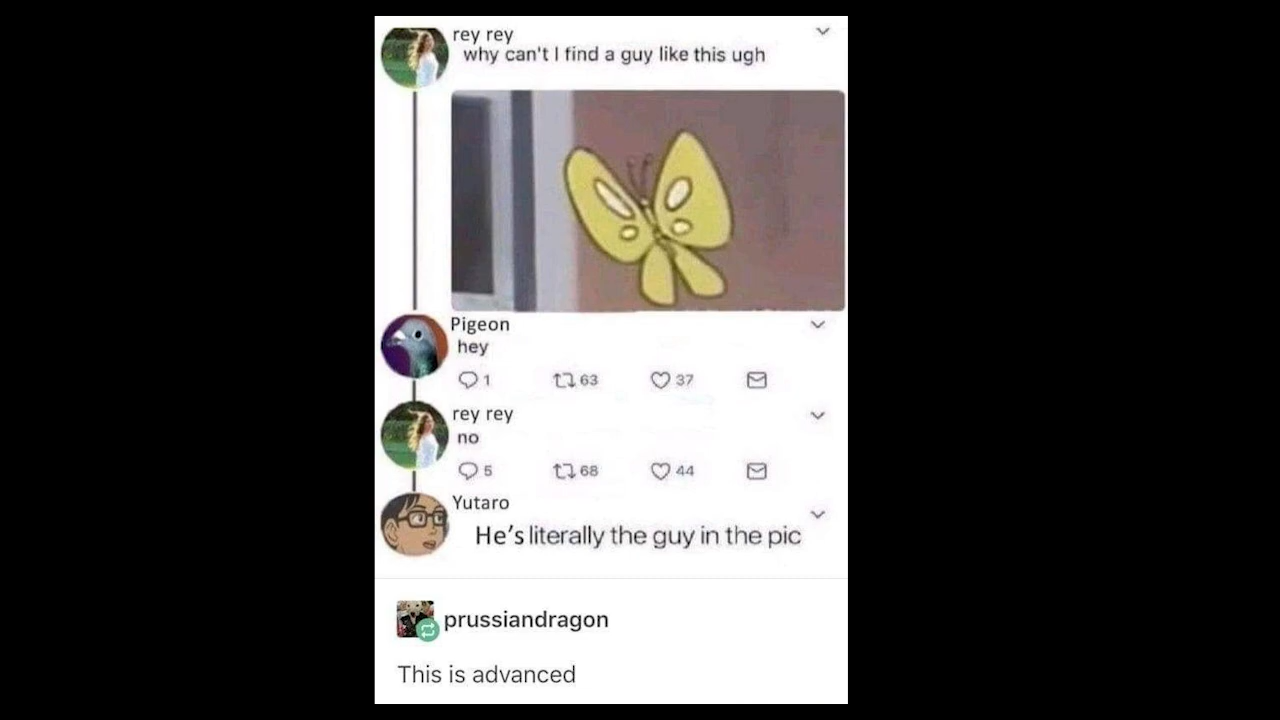 rey rey
why can't I find a guy like this ugh
Pigeon
hey
1 63 37
rey rey
no
5 68 44
Yutaro
He's literally the guy in the pic
prussiandragon
This is advanced